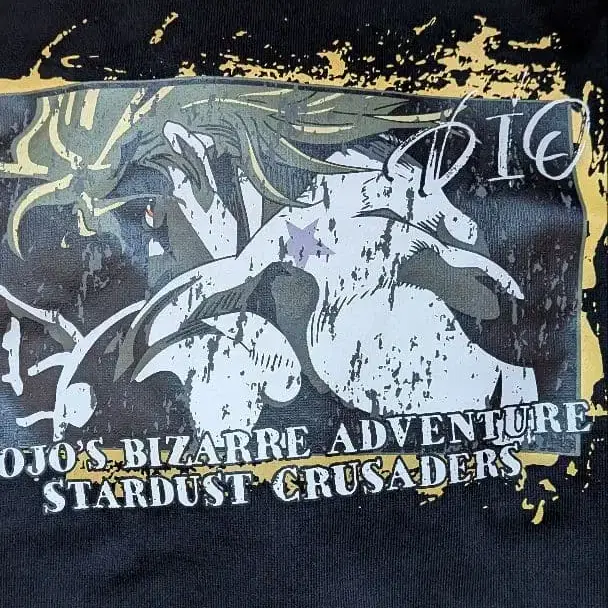 DIO
OJO'S BIZARRE ADVENTURE
STARDUST CRUSADERS